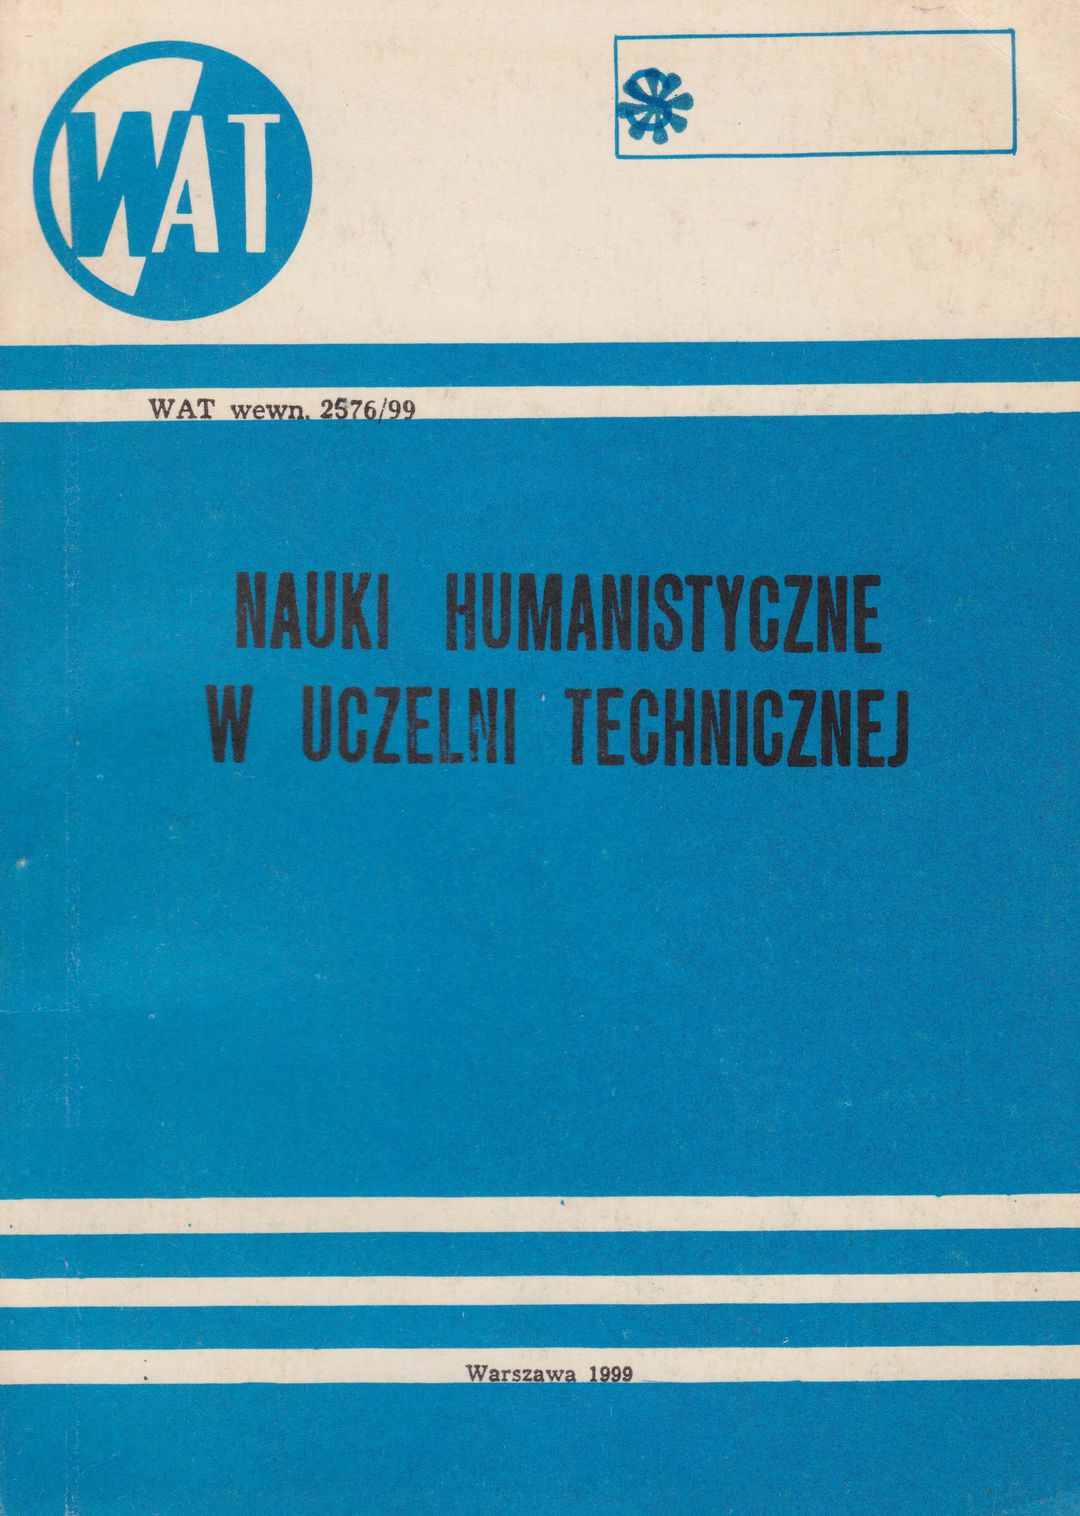 WAT
WAT wewn. 2576/99
NAUKI HUMANISTYCZNE
W UCZELNI TECHNICZNEJ
Warszawa 1999